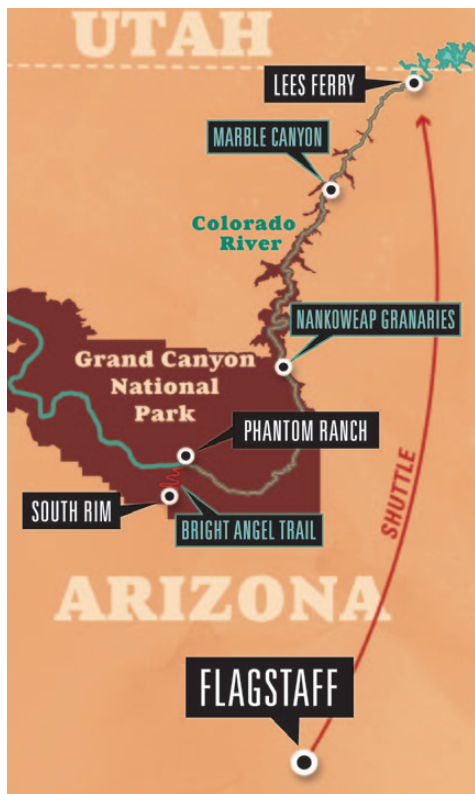 UTAH
LEES FERRY
MARBLE CANYON
Colorado
River
NANKOWEAP GRANARIES
Grand Canyon
National
Park
PHANTOM RANCH
SOUTH RIM
BRIGHT ANGEL TRAIL
SHUTTLE
ARIZONA
FLAGSTAFF